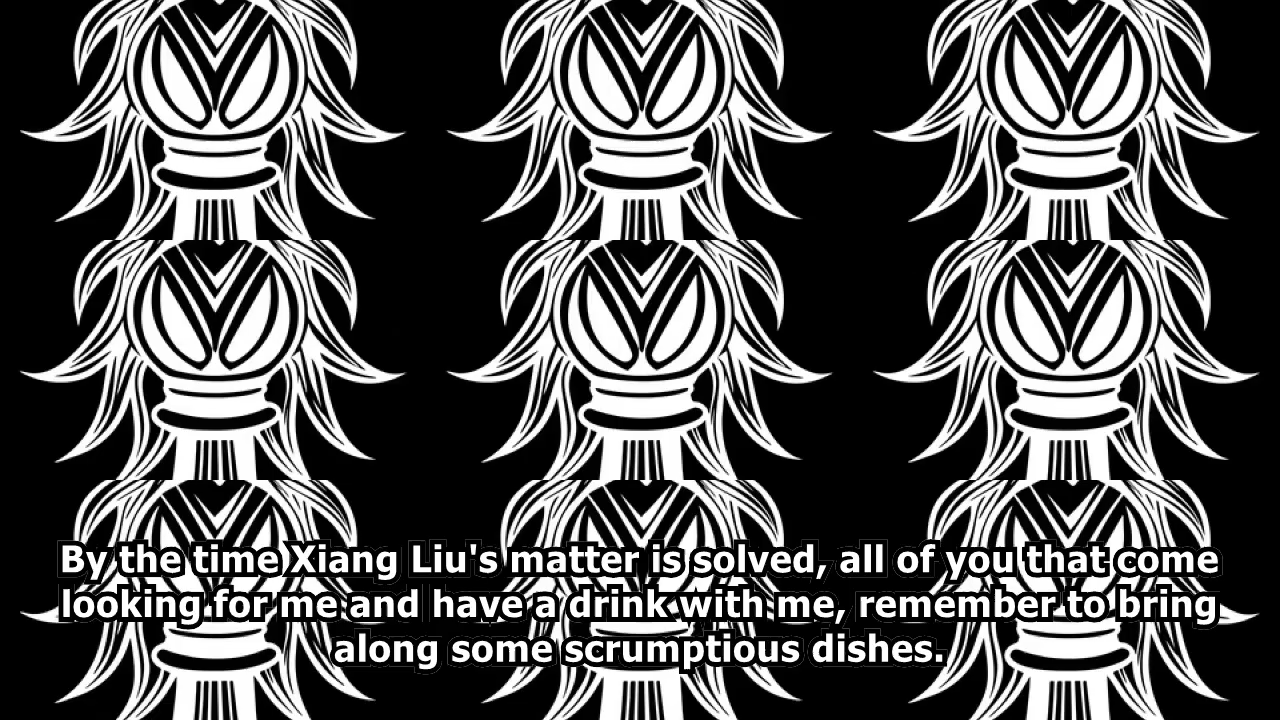 By the time Xiang Liu's matter is solved, all of you that come
looking for me and have a drink with me, remember to bring
along some scrumptious dishes.